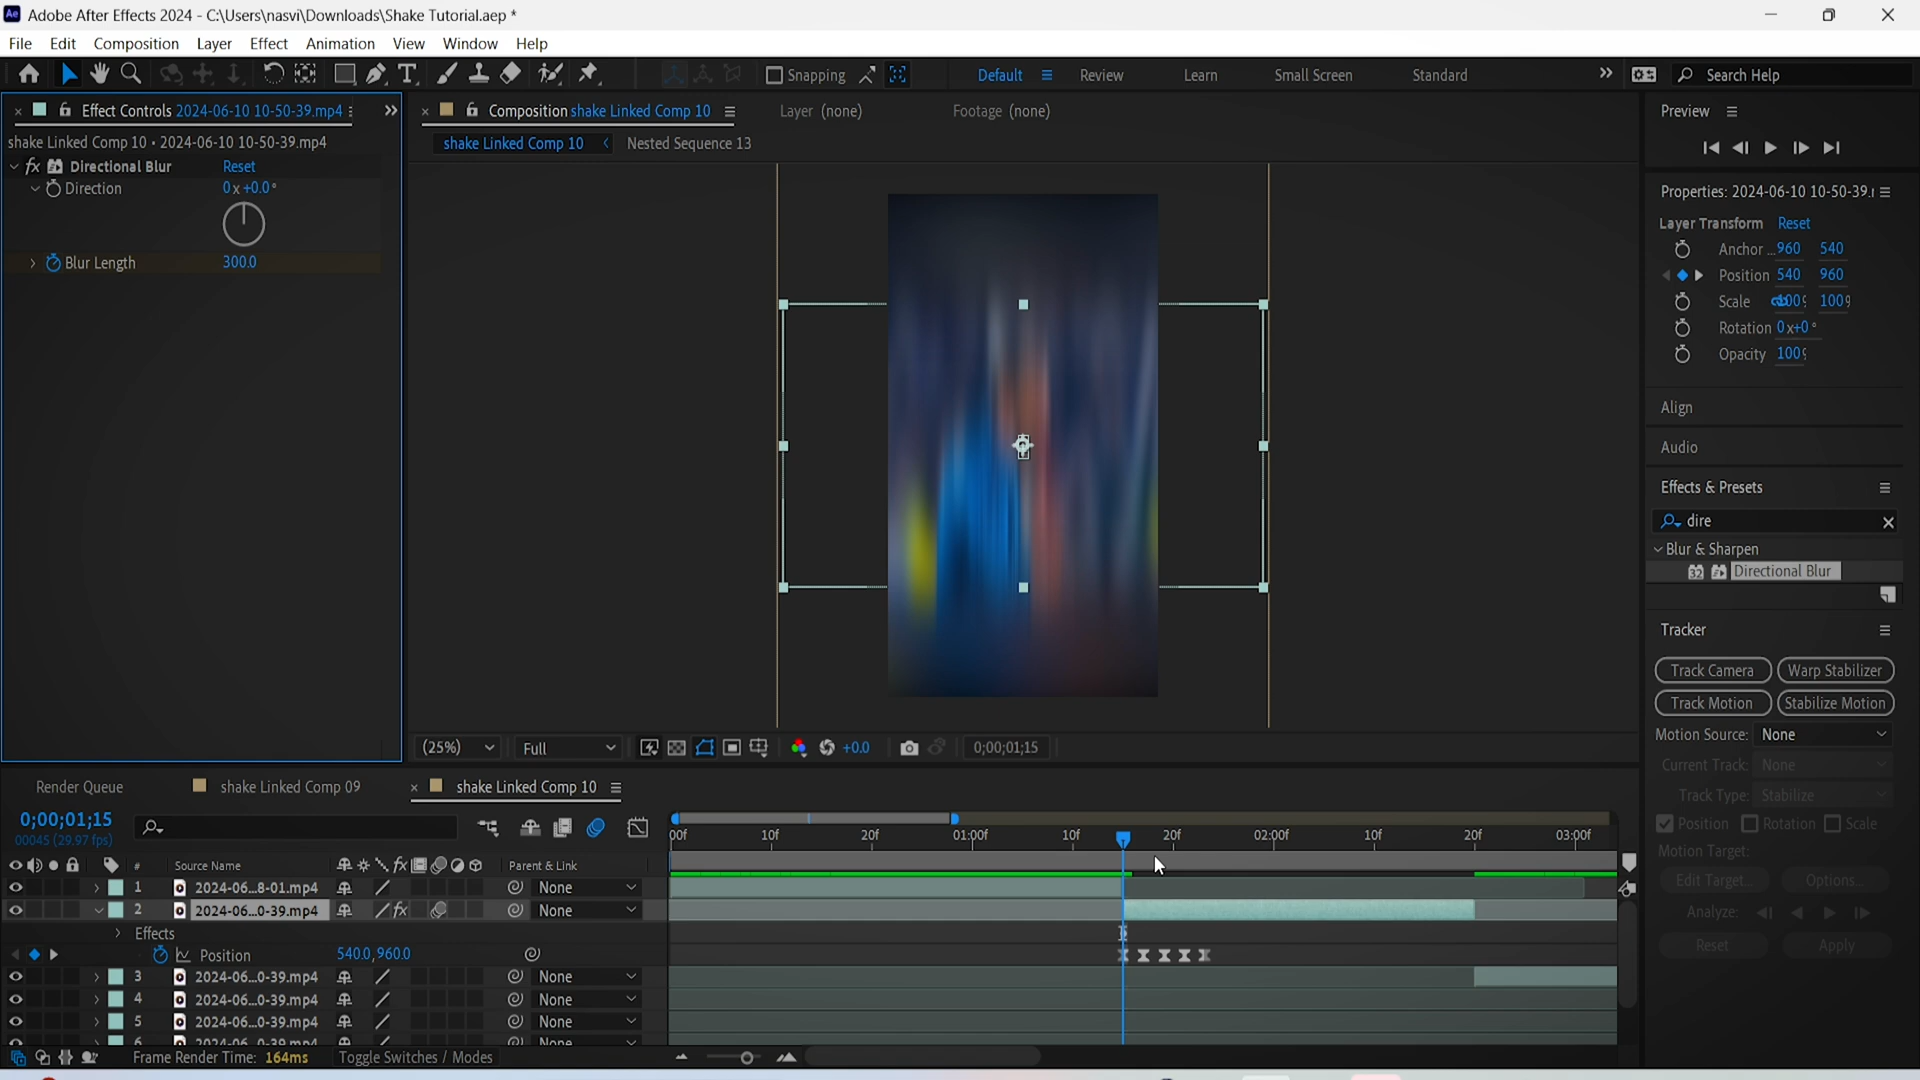 Adobe After Effects 2024 - C:\Users\nasvi\Downloads\Shake Tutorial.aep *
File Edit Composition Layer Effect Animation View Window Help
Snapping Default Review Learn Small Screen Standard Search Help
Effect Controls 2024-06-10 10-50-39.mp4
shake Linked Comp 10 • 2024-06-10 10-50-39.mp4
fx Directional Blur Reset
Direction 0x+0.0°
Blur Length 300.0
Composition shake Linked Comp 10 Layer (none) Footage (none)
shake Linked Comp 10 Nested Sequence 13
(25%) Full +0.0 0;00;01;15
Preview
Properties: 2024-06-10 10-50-39.
Layer Transform Reset
Anchor ... 960 540
Position 540 960
Scale 100 100
Rotation 0x+0°
Opacity 100
Align
Audio
Effects & Presets
dire
Blur & Sharpen
32 Directional Blur
Tracker
Track Camera Warp Stabilizer
Track Motion Stabilize Motion
Motion Source: None
Current Track: None
Track Type: Stabilize
Position Rotation Scale
Motion Target:
Edit Target... Options...
Analyze:
Reset Apply
Render Queue shake Linked Comp 09 shake Linked Comp 10
0;00;01;15
00045 (29.97 fps)
00f 10f 20f 01:00f 10f 20f 02:00f 10f 20f 03:00f
# Source Name fx Parent & Link
1 2024-06...8-01.mp4 None
2 2024-06...0-39.mp4 fx None
Effects
Position 540.0,960.0
3 2024-06...0-39.mp4 None
4 2024-06...0-39.mp4 None
5 2024-06...0-39.mp4 None
Frame Render Time: 164ms Toggle Switches / Modes